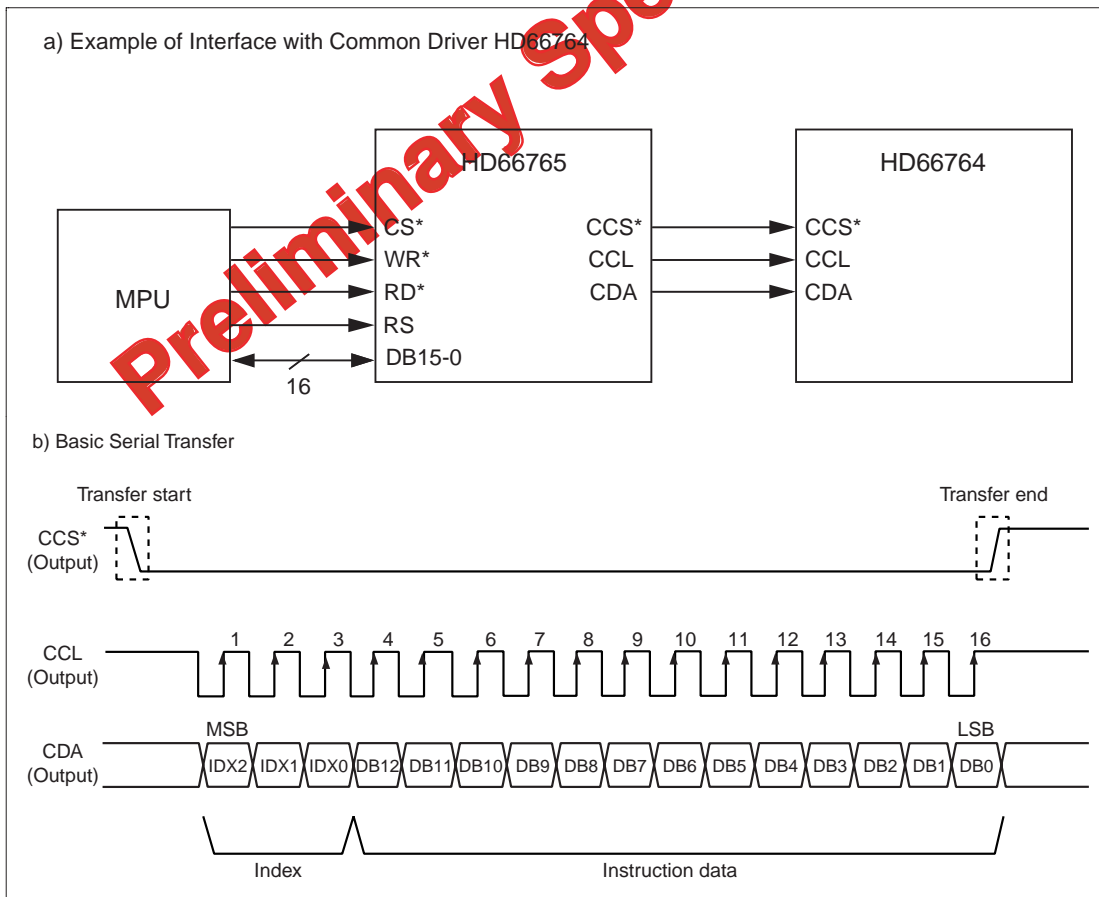 a) Example of Interface with Common Driver HD66764
Preliminary Spe
HD66765
HD66764
MPU
CS*
WR*
RD*
RS
DB15-0
16
CCS*
CCL
CDA
CCS*
CCL
CDA
b) Basic Serial Transfer
Transfer start
Transfer end
CCS*
(Output)
1 2 3 4 5 6 7 8 9 10 11 12 13 14 15 16
CCL
(Output)
MSB
LSB
CDA
(Output)
IDX2 IDX1 IDX0 DB12 DB11 DB10 DB9 DB8 DB7 DB6 DB5 DB4 DB3 DB2 DB1 DB0
Index
Instruction data